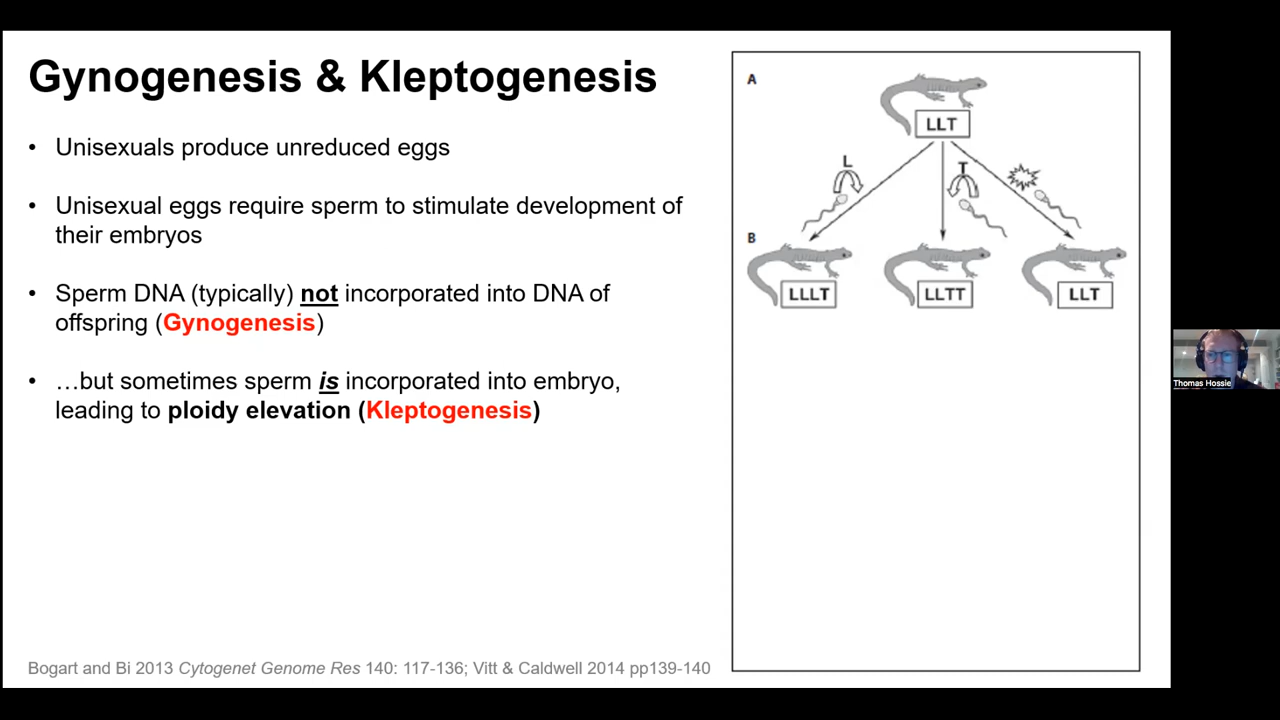 Gynogenesis & Kleptogenesis
• Unisexuals produce unreduced eggs
• Unisexual eggs require sperm to stimulate development of
their embryos
• Sperm DNA (typically) not incorporated into DNA of
offspring (Gynogenesis)
• …but sometimes sperm is incorporated into embryo,
leading to ploidy elevation (Kleptogenesis)
Bogart and Bi 2013 Cytogenet Genome Res 140: 117-136; Vitt & Caldwell 2014 pp139-140
A
LLT
L
T
B
LLLT
LLTT
LLT
Thomas Hossie